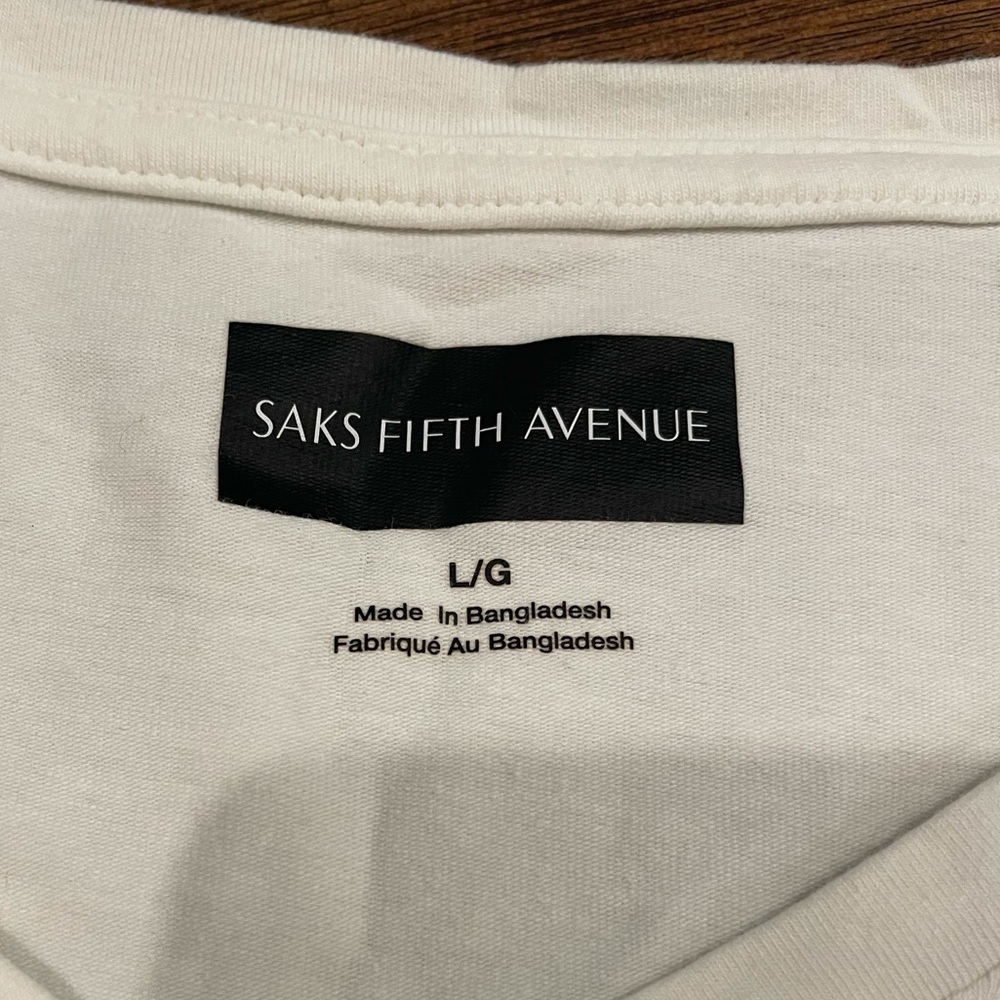 SAKS FIFTH AVENUE
L/G
Made In Bangladesh
Fabriqué Au Bangladesh